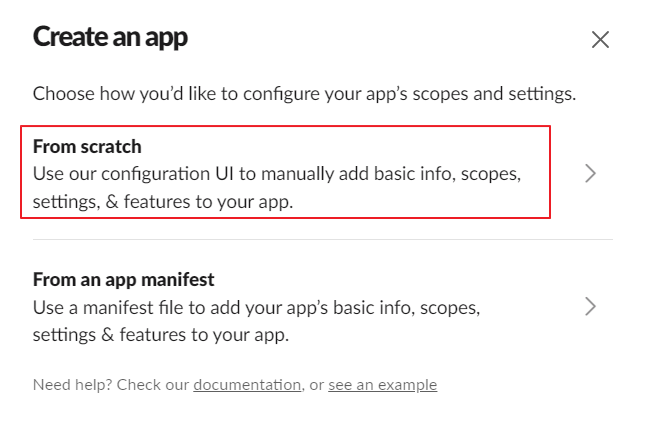 Create an app
Choose how you’d like to configure your app’s scopes and settings.
From scratch
Use our configuration UI to manually add basic info, scopes,
settings, & features to your app.
From an app manifest
Use a manifest file to add your app’s basic info, scopes,
settings & features to your app.
Need help? Check our documentation, or see an example